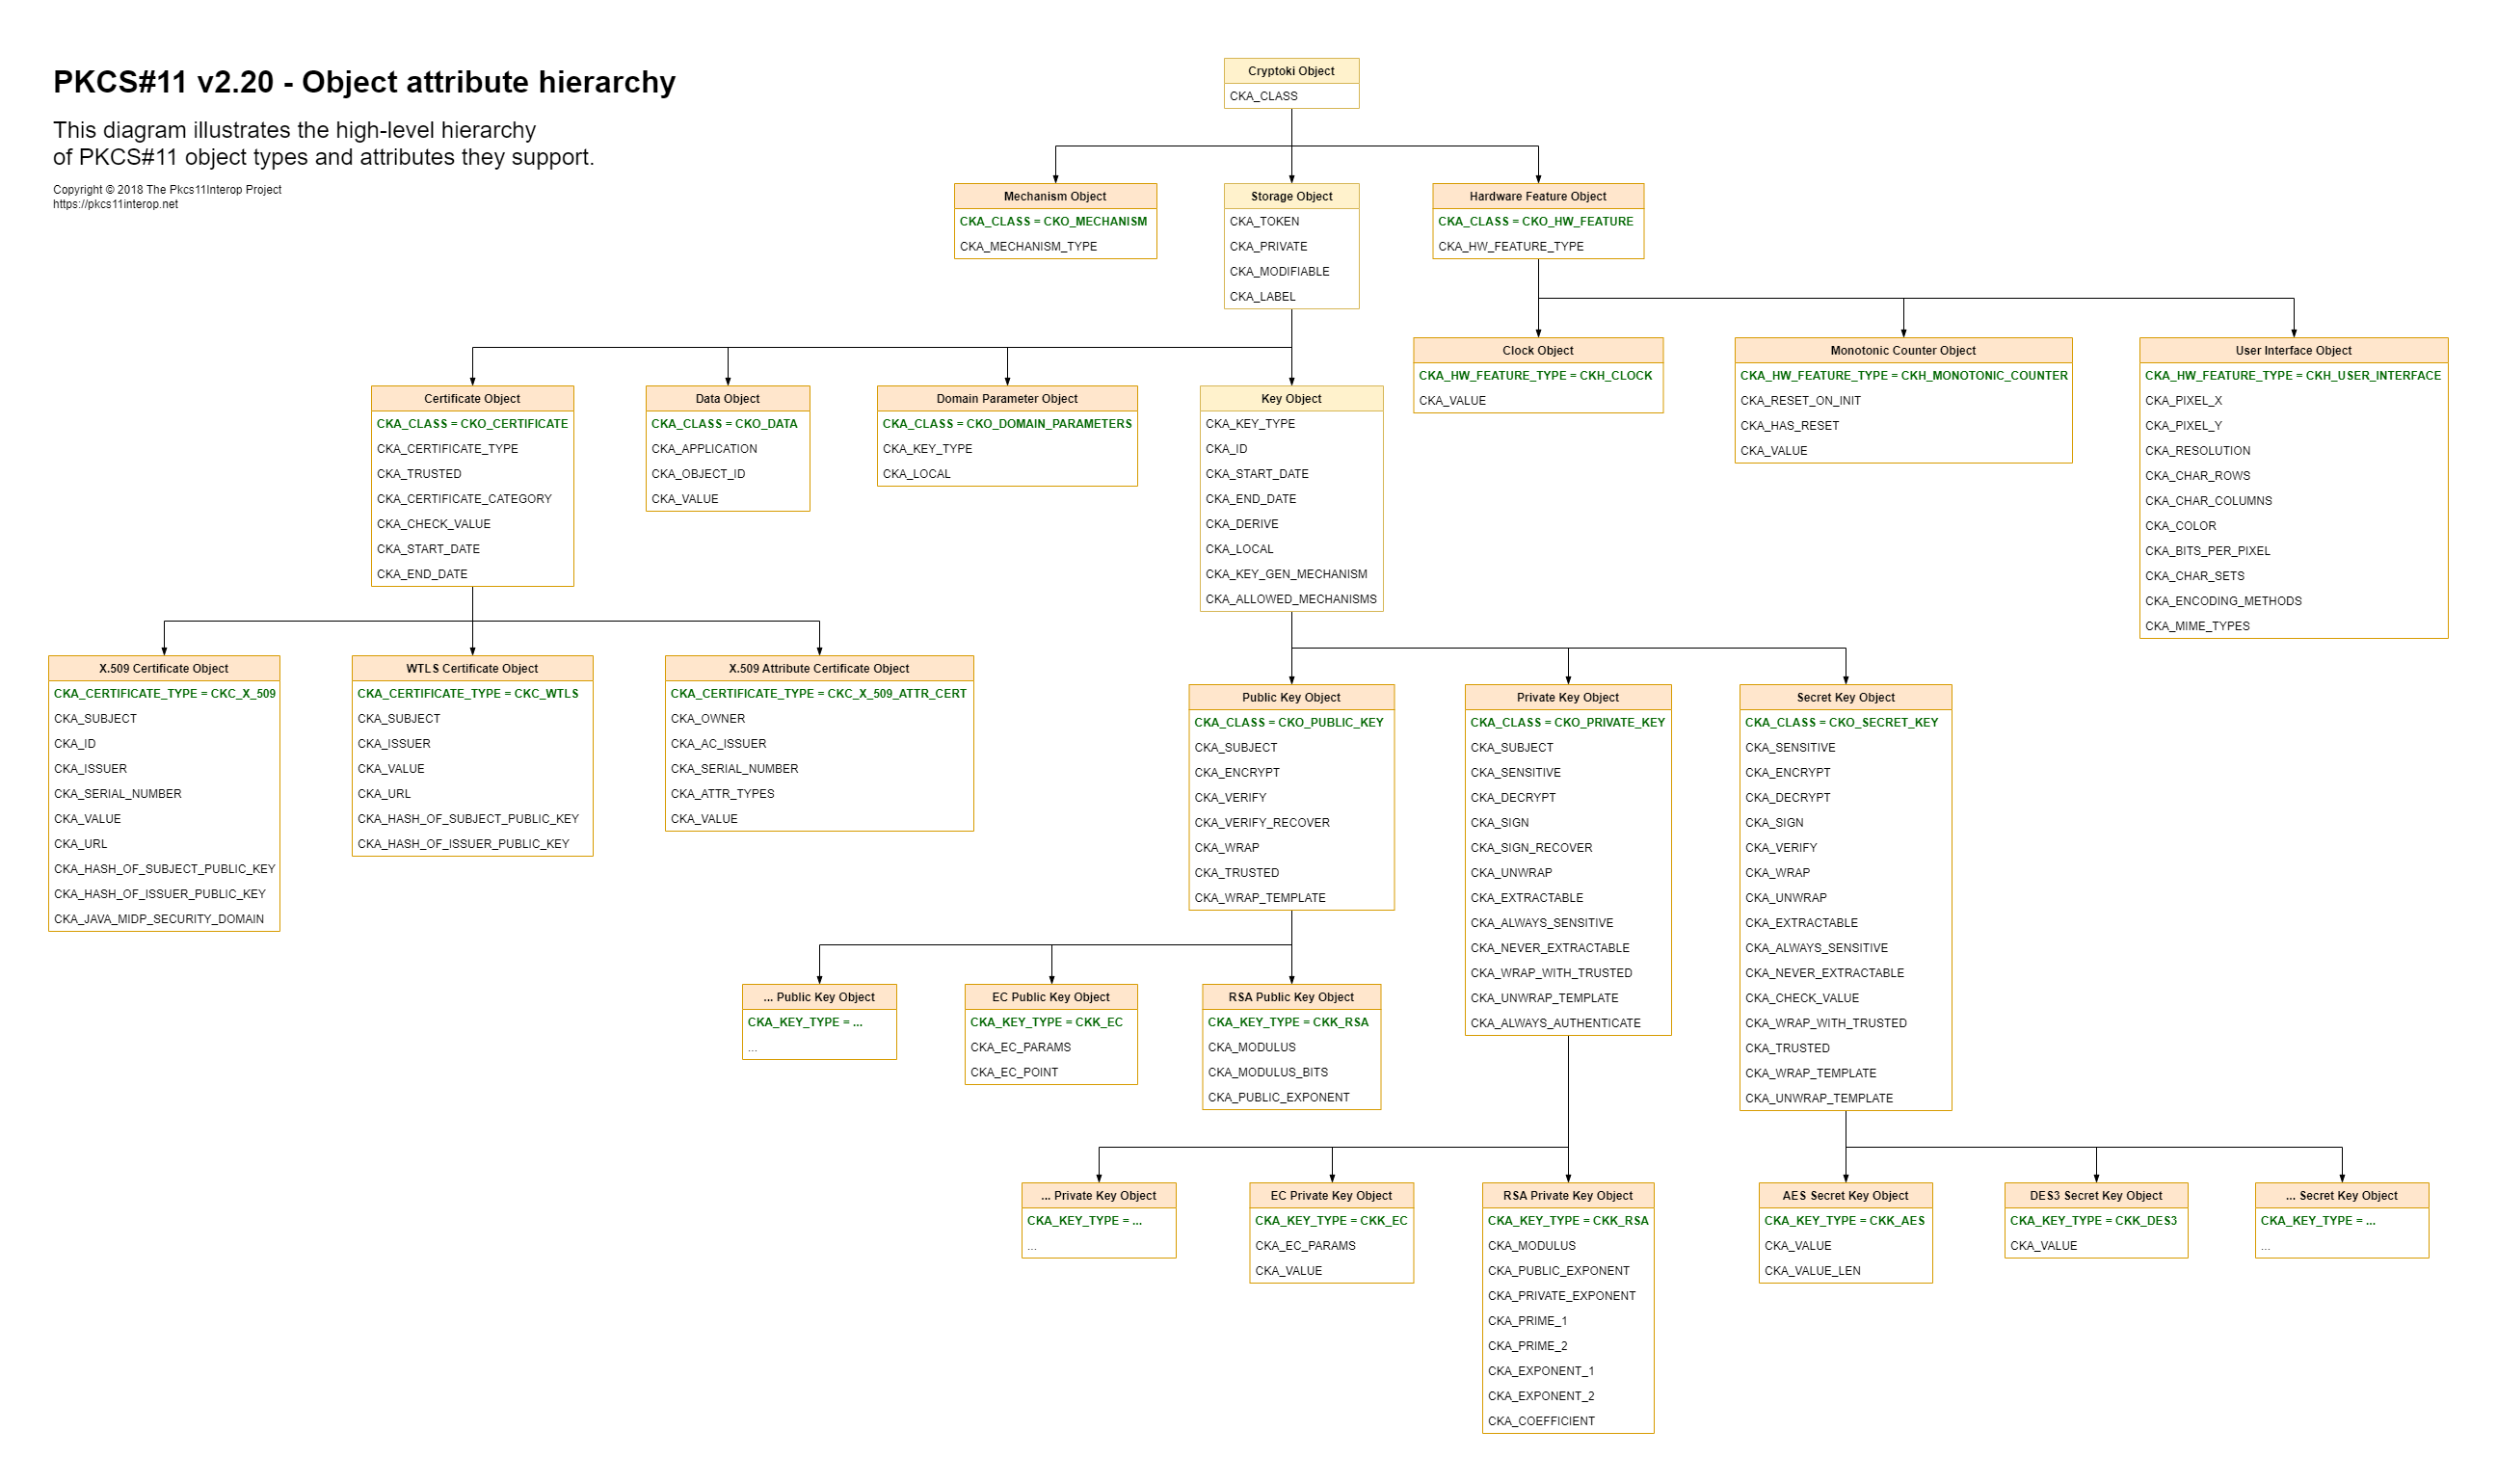 PKCS#11 v2.20 - Object attribute hierarchy
This diagram illustrates the high-level hierarchy
of PKCS#11 object types and attributes they support.
Copyright © 2018 The Pkcs11Interop Project
https://pkcs11interop.net
Cryptoki Object
CKA_CLASS
Mechanism Object
CKA_CLASS = CKO_MECHANISM
CKA_MECHANISM_TYPE
Storage Object
CKA_TOKEN
CKA_PRIVATE
CKA_MODIFIABLE
CKA_LABEL
Hardware Feature Object
CKA_CLASS = CKO_HW_FEATURE
CKA_HW_FEATURE_TYPE
Clock Object
CKA_HW_FEATURE_TYPE = CKH_CLOCK
CKA_VALUE
Monotonic Counter Object
CKA_HW_FEATURE_TYPE = CKH_MONOTONIC_COUNTER
CKA_RESET_ON_INIT
CKA_HAS_RESET
CKA_VALUE
User Interface Object
CKA_HW_FEATURE_TYPE = CKH_USER_INTERFACE
CKA_PIXEL_X
CKA_PIXEL_Y
CKA_RESOLUTION
CKA_CHAR_ROWS
CKA_CHAR_COLUMNS
CKA_COLOR
CKA_BITS_PER_PIXEL
CKA_CHAR_SETS
CKA_ENCODING_METHODS
CKA_MIME_TYPES
Certificate Object
CKA_CLASS = CKO_CERTIFICATE
CKA_CERTIFICATE_TYPE
CKA_TRUSTED
CKA_CERTIFICATE_CATEGORY
CKA_CHECK_VALUE
CKA_START_DATE
CKA_END_DATE
Data Object
CKA_CLASS = CKO_DATA
CKA_APPLICATION
CKA_OBJECT_ID
CKA_VALUE
Domain Parameter Object
CKA_CLASS = CKO_DOMAIN_PARAMETERS
CKA_KEY_TYPE
CKA_LOCAL
Key Object
CKA_KEY_TYPE
CKA_ID
CKA_START_DATE
CKA_END_DATE
CKA_DERIVE
CKA_LOCAL
CKA_KEY_GEN_MECHANISM
CKA_ALLOWED_MECHANISMS
X.509 Certificate Object
CKA_CERTIFICATE_TYPE = CKC_X_509
CKA_SUBJECT
CKA_ID
CKA_ISSUER
CKA_SERIAL_NUMBER
CKA_VALUE
CKA_URL
CKA_HASH_OF_SUBJECT_PUBLIC_KEY
CKA_HASH_OF_ISSUER_PUBLIC_KEY
CKA_JAVA_MIDP_SECURITY_DOMAIN
WTLS Certificate Object
CKA_CERTIFICATE_TYPE = CKC_WTLS
CKA_SUBJECT
CKA_ISSUER
CKA_VALUE
CKA_URL
CKA_HASH_OF_SUBJECT_PUBLIC_KEY
CKA_HASH_OF_ISSUER_PUBLIC_KEY
X.509 Attribute Certificate Object
CKA_CERTIFICATE_TYPE = CKC_X_509_ATTR_CERT
CKA_OWNER
CKA_AC_ISSUER
CKA_SERIAL_NUMBER
CKA_ATTR_TYPES
CKA_VALUE
Public Key Object
CKA_CLASS = CKO_PUBLIC_KEY
CKA_SUBJECT
CKA_ENCRYPT
CKA_VERIFY
CKA_VERIFY_RECOVER
CKA_WRAP
CKA_TRUSTED
CKA_WRAP_TEMPLATE
Private Key Object
CKA_CLASS = CKO_PRIVATE_KEY
CKA_SUBJECT
CKA_SENSITIVE
CKA_DECRYPT
CKA_SIGN
CKA_SIGN_RECOVER
CKA_UNWRAP
CKA_EXTRACTABLE
CKA_ALWAYS_SENSITIVE
CKA_NEVER_EXTRACTABLE
CKA_WRAP_WITH_TRUSTED
CKA_UNWRAP_TEMPLATE
CKA_ALWAYS_AUTHENTICATE
Secret Key Object
CKA_CLASS = CKO_SECRET_KEY
CKA_SENSITIVE
CKA_ENCRYPT
CKA_DECRYPT
CKA_SIGN
CKA_VERIFY
CKA_WRAP
CKA_UNWRAP
CKA_EXTRACTABLE
CKA_ALWAYS_SENSITIVE
CKA_NEVER_EXTRACTABLE
CKA_CHECK_VALUE
CKA_WRAP_WITH_TRUSTED
CKA_TRUSTED
CKA_WRAP_TEMPLATE
CKA_UNWRAP_TEMPLATE
... Public Key Object
CKA_KEY_TYPE = ...
...
EC Public Key Object
CKA_KEY_TYPE = CKK_EC
CKA_EC_PARAMS
CKA_EC_POINT
RSA Public Key Object
CKA_KEY_TYPE = CKK_RSA
CKA_MODULUS
CKA_MODULUS_BITS
CKA_PUBLIC_EXPONENT
... Private Key Object
CKA_KEY_TYPE = ...
...
EC Private Key Object
CKA_KEY_TYPE = CKK_EC
CKA_EC_PARAMS
CKA_VALUE
RSA Private Key Object
CKA_KEY_TYPE = CKK_RSA
CKA_MODULUS
CKA_PUBLIC_EXPONENT
CKA_PRIVATE_EXPONENT
CKA_PRIME_1
CKA_PRIME_2
CKA_EXPONENT_1
CKA_EXPONENT_2
CKA_COEFFICIENT
AES Secret Key Object
CKA_KEY_TYPE = CKK_AES
CKA_VALUE
CKA_VALUE_LEN
DES3 Secret Key Object
CKA_KEY_TYPE = CKK_DES3
CKA_VALUE
... Secret Key Object
CKA_KEY_TYPE = ...
...